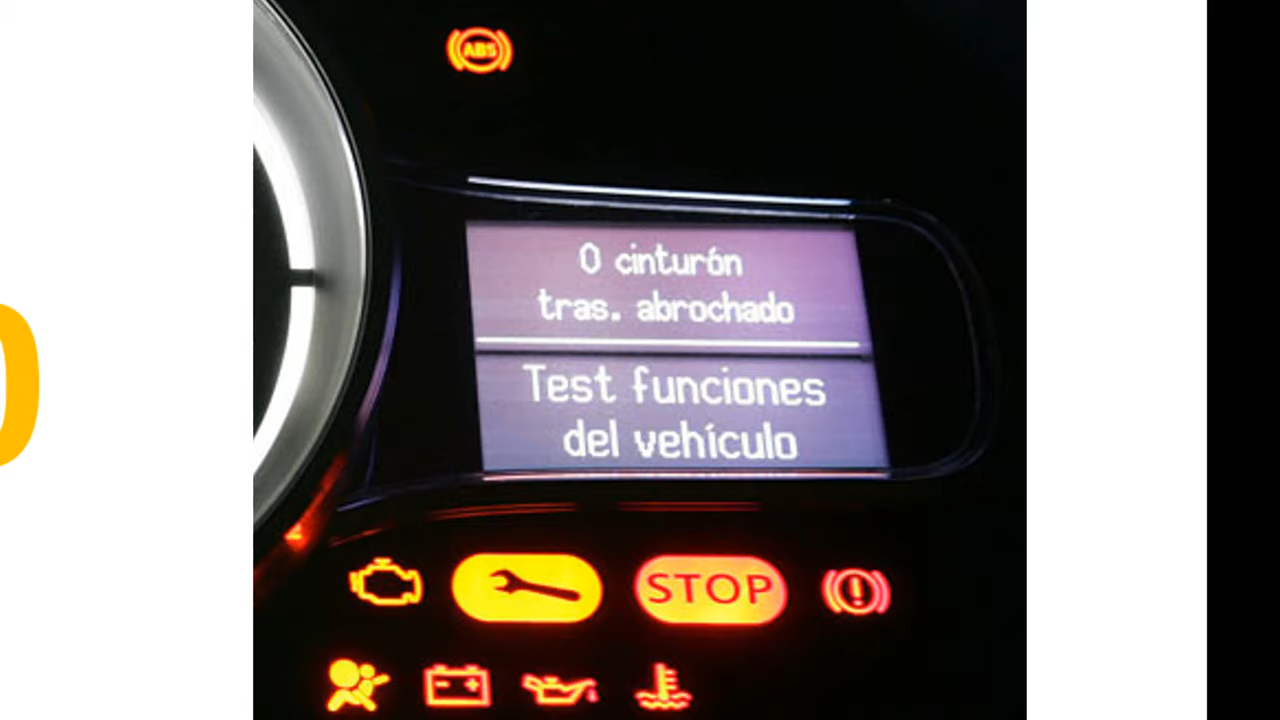 ABS
0 cinturón
tras. abrochado
Test funciones
del vehículo
STOP